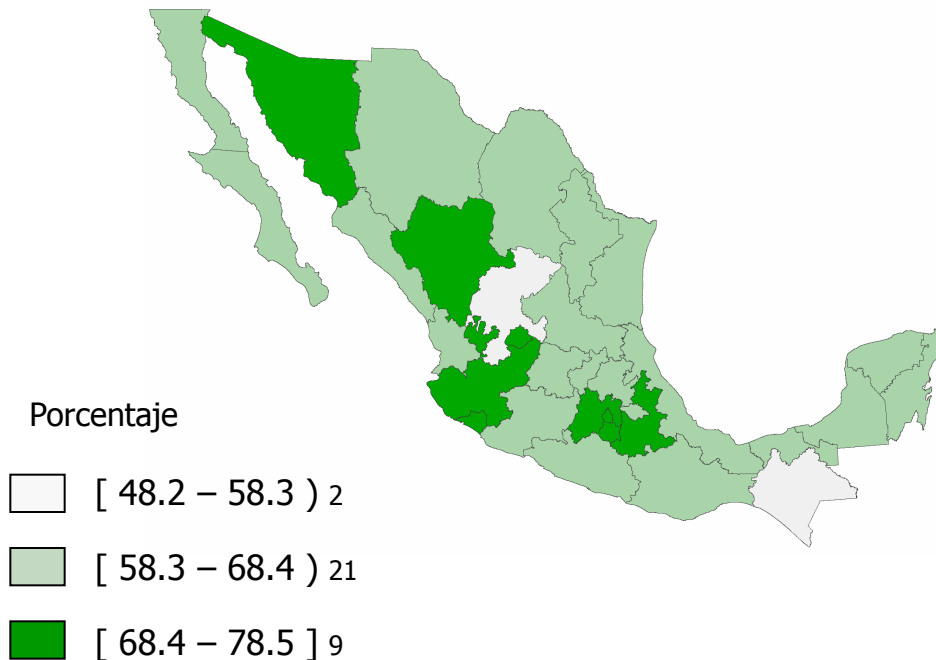 Porcentaje
[ 48.2 – 58.3 ) 2
[ 58.3 – 68.4 ) 21
[ 68.4 – 78.5 ] 9